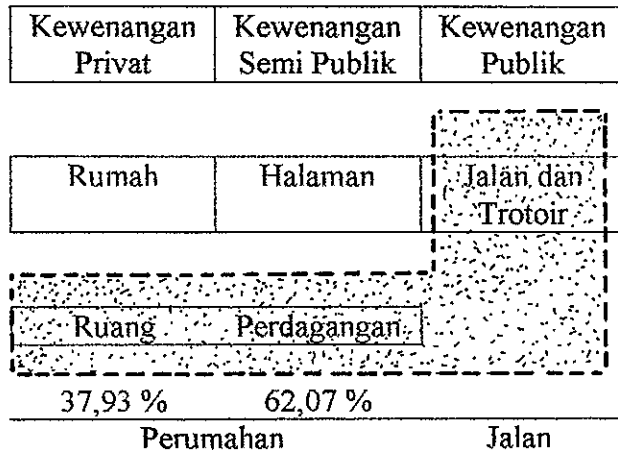 Kewenangan Kewenangan Kewenangan
Privat Semi Publik Publik
Rumah Halaman Jalan dan
Trotoir
Ruang Perdagangan
37,93 % 62,07 %
Perumahan Jalan